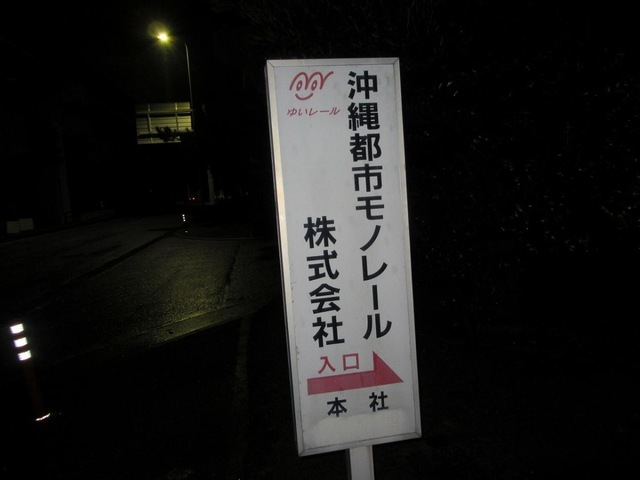 ゆいレール
沖縄都市モノレール
株式会社
入口
本社